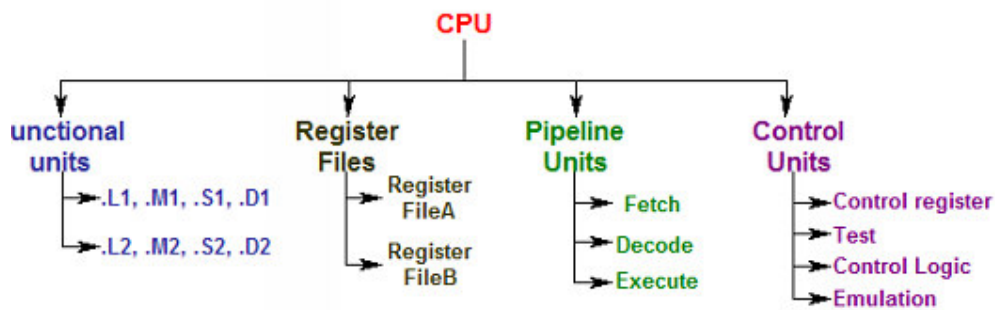 CPU
unctional
units
.L1, .M1, .S1, .D1
.L2, .M2, .S2, .D2
Register
Files
Register
FileA
Register
FileB
Pipeline
Units
Fetch
Decode
Execute
Control
Units
Control register
Test
Control Logic
Emulation